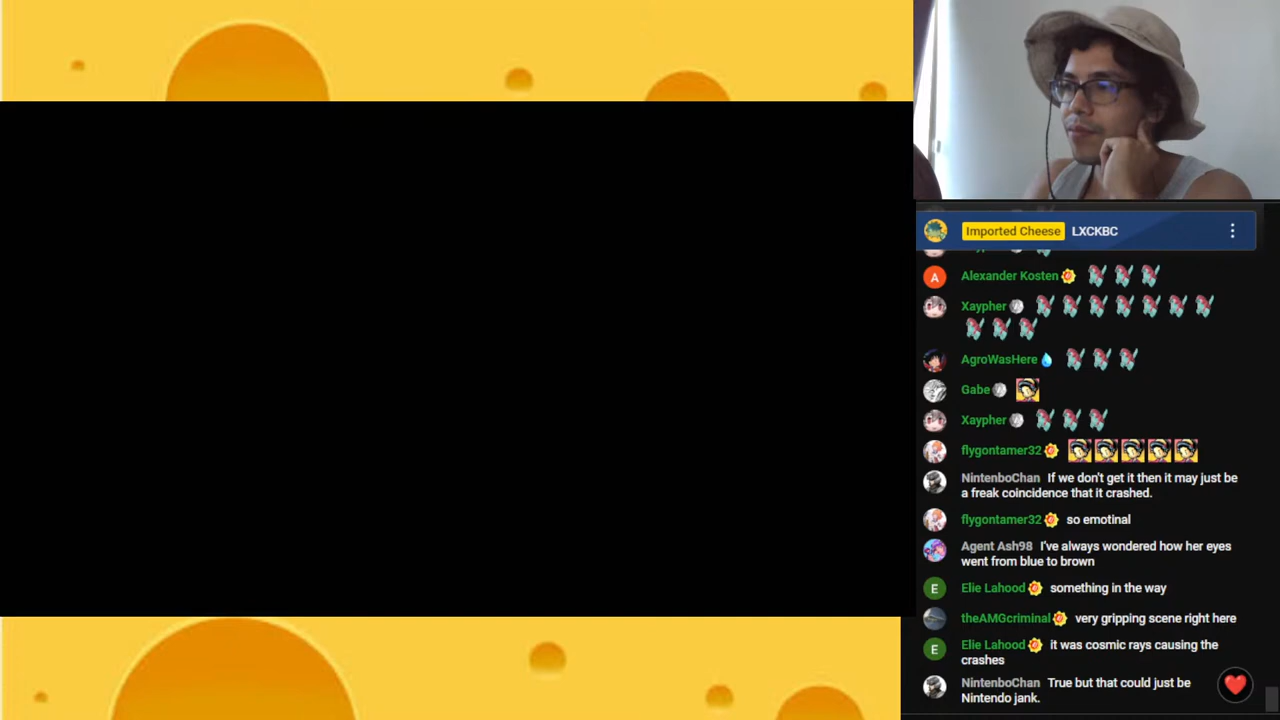 Imported Cheese LXCKBC
Alexander Kosten
Xaypher
AgroWasHere
Gabe
Xaypher
flygontamer32
NintenboChan If we don't get it then it may just be
a freak coincidence that it crashed.
flygontamer32 so emotinal
Agent Ash98 I've always wondered how her eyes
went from blue to brown
Elie Lahood something in the way
theAMGcriminal very gripping scene right here
Elie Lahood it was cosmic rays causing the
crashes
NintenboChan True but that could just be
Nintendo jank.